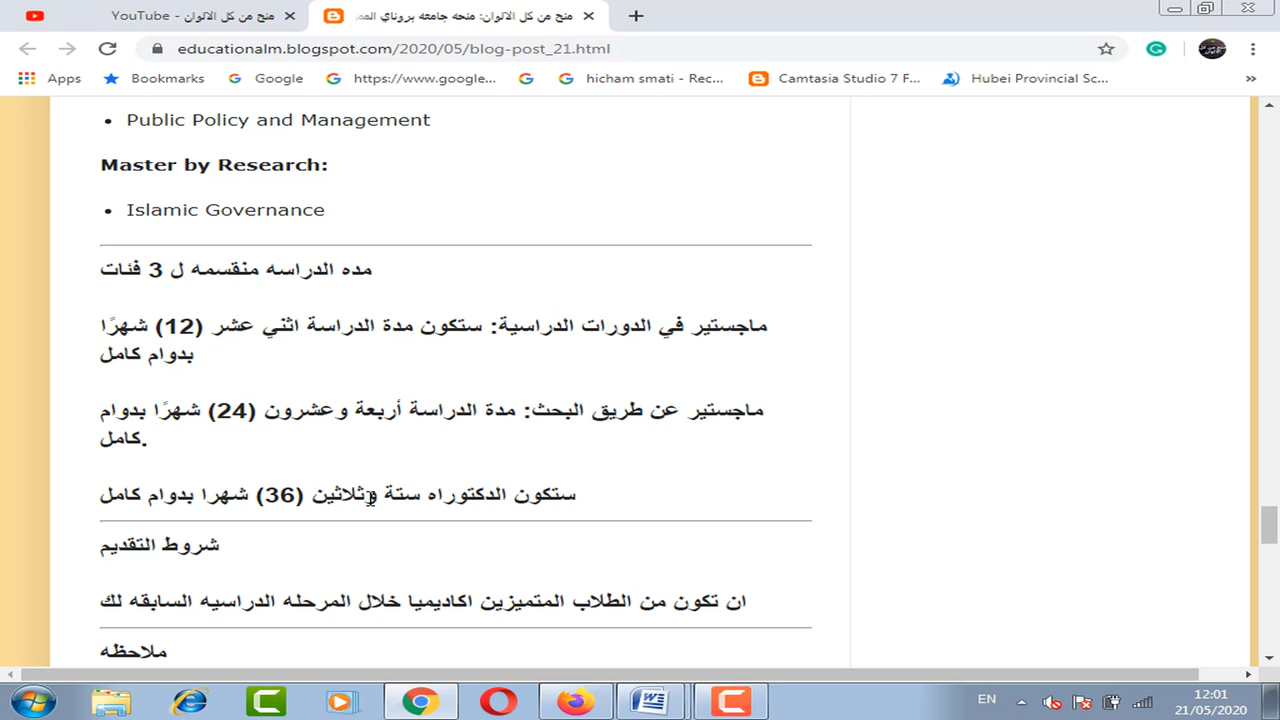 منح من كل الالوان - YouTube
منح من كل الالوان: منحه جامعه بروناي
educationalm.blogspot.com/2020/05/blog-post_21.html
Apps
Bookmarks
Google
https://www.google...
hicham smati - Rec...
Camtasia Studio 7 F...
Hubei Provincial Sc...
»
• Public Policy and Management
Master by Research:
• Islamic Governance
مده الدراسه منقسمه ل 3 فئات
ماجستير في الدورات الدراسية: ستكون مدة الدراسة اثني عشر (12) شهرًا
بدوام كامل
ماجستير عن طريق البحث: مدة الدراسة أربعة وعشرون (24) شهرًا بدوام
كامل.
ستكون الدكتوراه ستة وثلاثين (36) شهرا بدوام كامل
شروط التقديم
ان تكون من الطلاب المتميزين اكاديميا خلال المرحله الدراسيه السابقه لك
ملاحظه
EN
12:01
21/05/2020